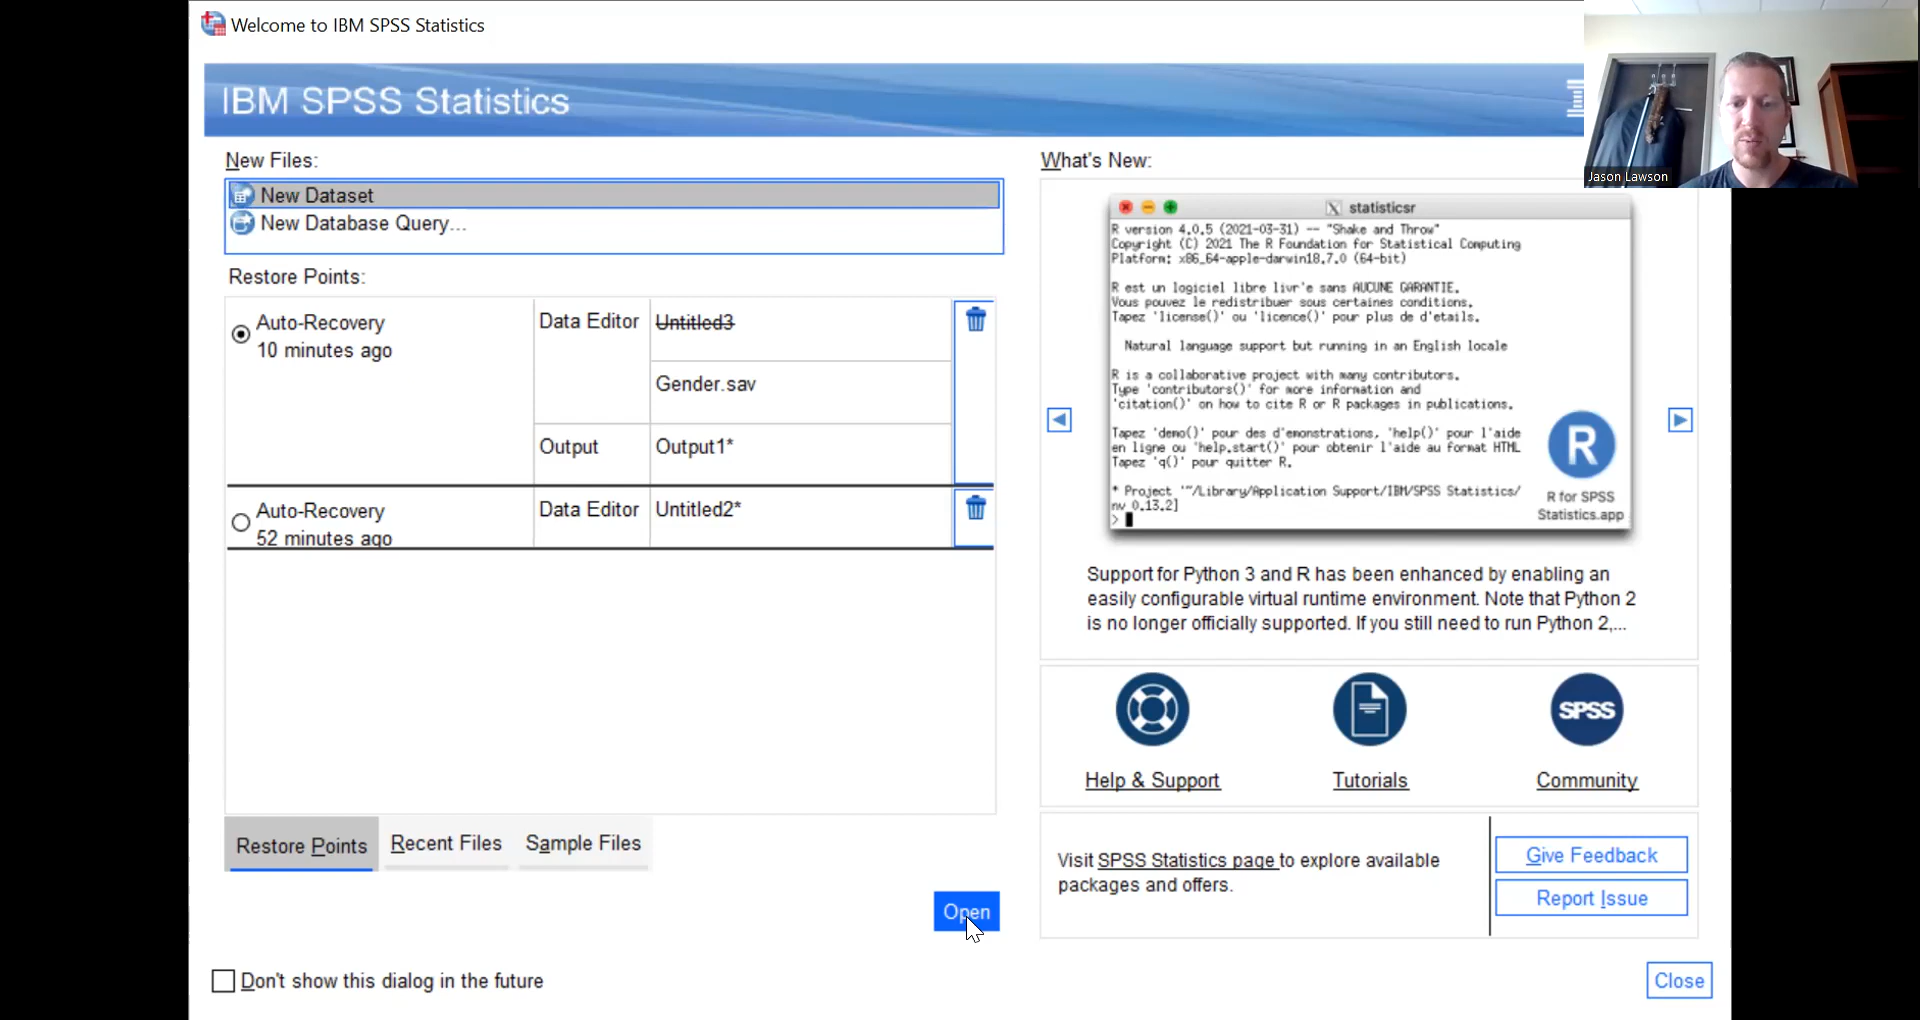 Welcome to IBM SPSS Statistics
IBM SPSS Statistics
Jason Lawson
New Files:
New Dataset
New Database Query...
Restore Points:
Auto-Recovery
10 minutes ago
Data Editor
Untitled3
Gender.sav
Output
Output1*
Auto-Recovery
52 minutes ago
Data Editor
Untitled2*
Restore Points
Recent Files
Sample Files
Open
Don't show this dialog in the future
What's New:
statisticsr
R version 4.0.5 (2021-03-31) -- "Shake and Throw"
Copyright (C) 2021 The R Foundation for Statistical Computing
Platform: x86_64-apple-darwin18.7.0 (64-bit)
R est un logiciel libre livr'e sans AUCUNE GARANTIE.
Vous pouvez le redistribuer sous certaines conditions.
Tapez 'license()' ou 'licence()' pour plus de d'etails.
Natural language support but running in an English locale
R is a collaborative project with many contributors.
Type 'contributors()' for more information and
'citation()' on how to cite R or R packages in publications.
Tapez 'demo()' pour des d'emonstrations, 'help()' pour l'aide
en ligne ou 'help.start()' pour obtenir l'aide au format HTML
Tapez 'q()' pour quitter R.
* Project '~/Library/Application Support/IBM/SPSS Statistics/
nv 0.13.2]
>
R
R for SPSS
Statistics.app
Support for Python 3 and R has been enhanced by enabling an
easily configurable virtual runtime environment. Note that Python 2
is no longer officially supported. If you still need to run Python 2,...
SPSS
Help & Support
Tutorials
Community
Visit SPSS Statistics page to explore available
packages and offers.
Give Feedback
Report Issue
Close